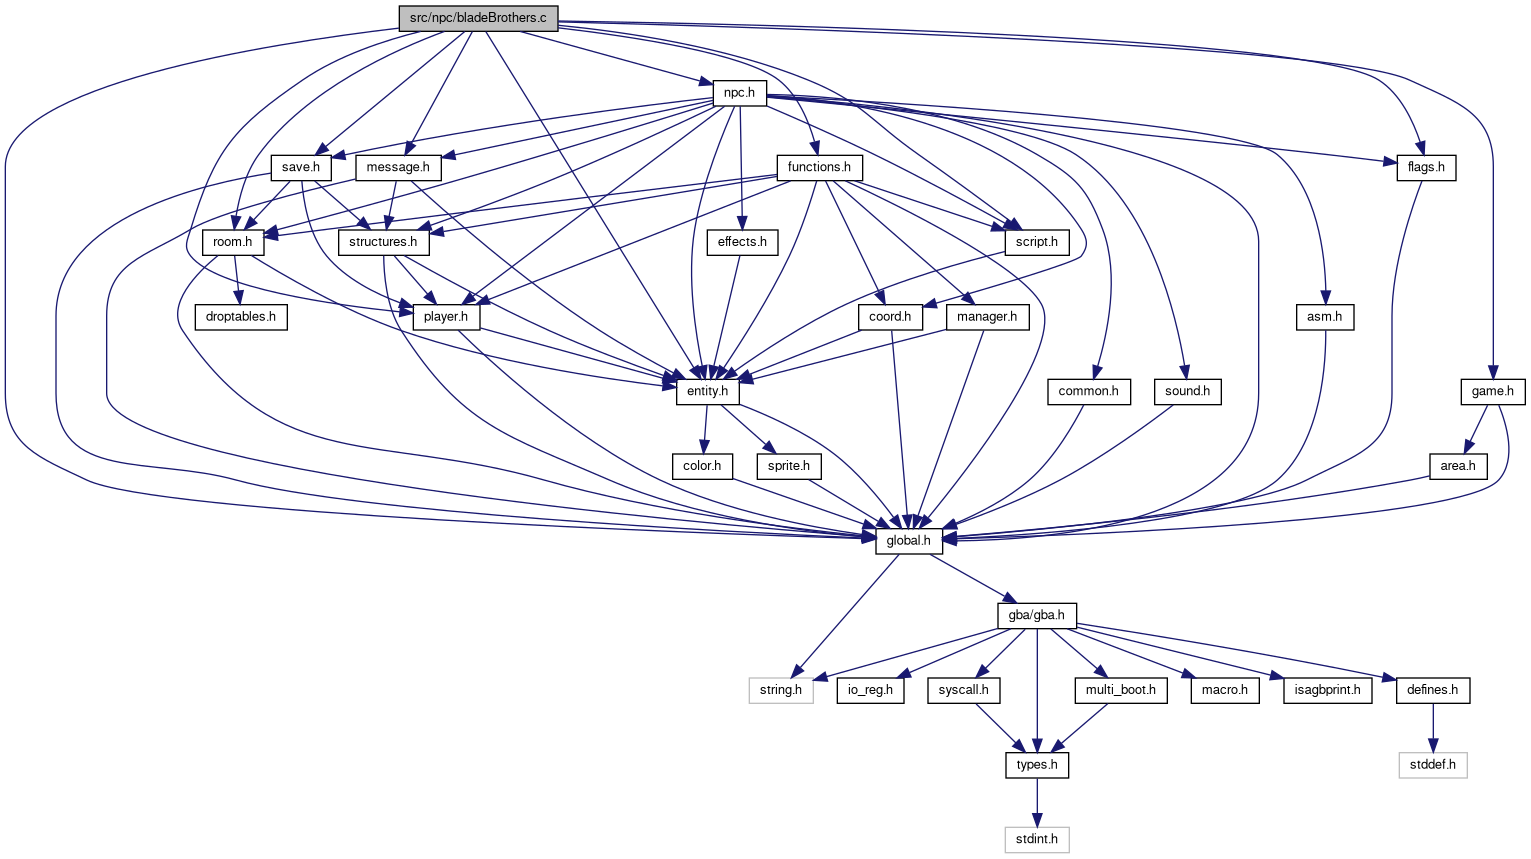 src/npc/bladeBrothers.c
npc.h
save.h
message.h
functions.h
flags.h
room.h
structures.h
effects.h
script.h
droptables.h
player.h
coord.h
manager.h
asm.h
entity.h
common.h
sound.h
game.h
color.h
sprite.h
area.h
global.h
gba/gba.h
string.h
io_reg.h
syscall.h
multi_boot.h
macro.h
isagbprint.h
defines.h
types.h
stddef.h
stdint.h